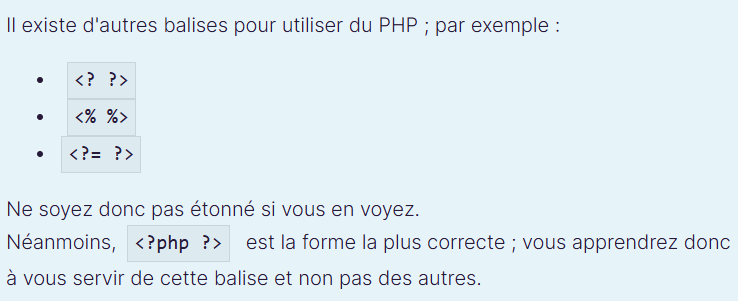 Il existe d'autres balises pour utiliser du PHP ; par exemple :
• <? ?>
• <% %>
• <?= ?>
Ne soyez donc pas étonné si vous en voyez.
Néanmoins, <?php ?> est la forme la plus correcte ; vous apprendrez donc
à vous servir de cette balise et non pas des autres.